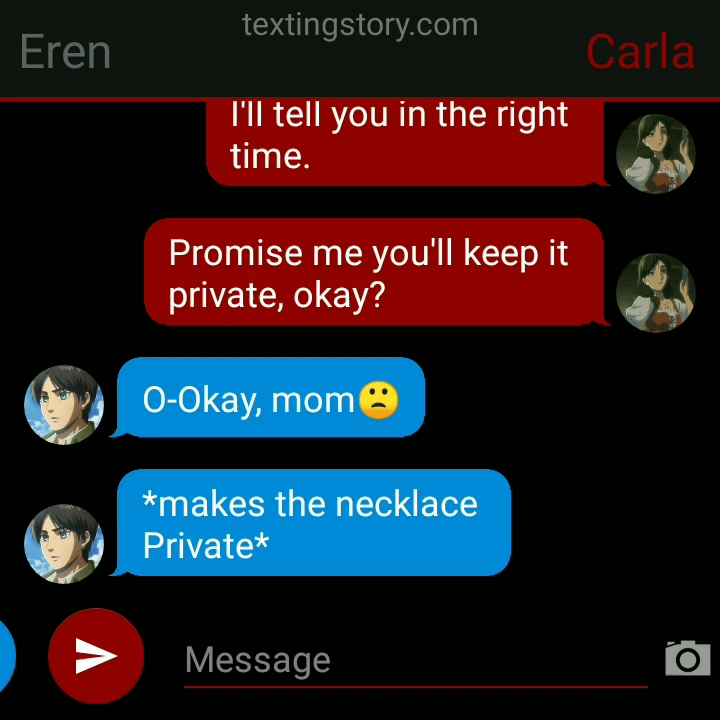 textingstory.com
Eren
Carla
I'll tell you in the right
time.
Promise me you'll keep it
private, okay?
O-Okay, mom🙁
*makes the necklace
Private*
Message